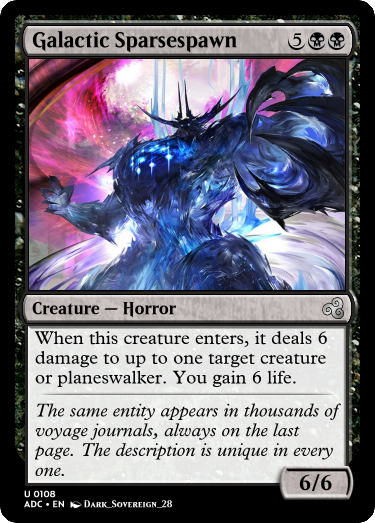 Galactic Sparsespawn 5
Creature — Horror
When this creature enters, it deals 6
damage to up to one target creature
or planeswalker. You gain 6 life.
The same entity appears in thousands of
voyage journals, always on the last
page. The description is unique in every
one.
6/6
U 0108
ADC • EN Dark_Sovereign_28